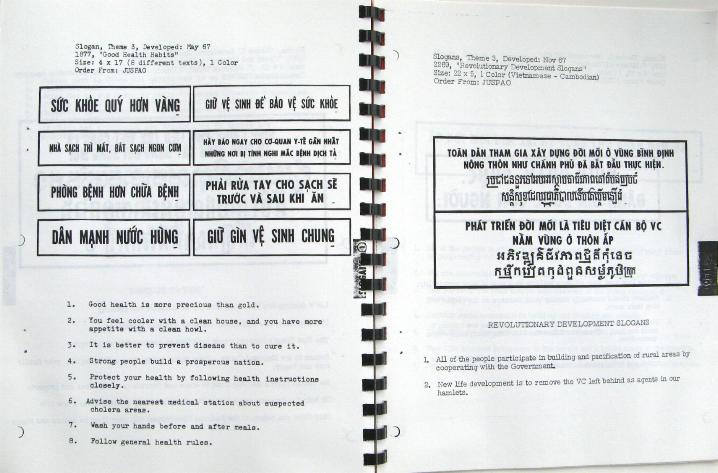 Slogan, Theme 3, Developed: May 67
1877, "Good Health Habits"
Size: 4 x 17 (8 different texts), 1 Color
Order From: JUSPAO
SỨC KHỎE QUÝ HƠN VÀNG
GIỮ VỆ SINH ĐỂ BẢO VỆ SỨC KHỎE
NHÀ SẠCH THÌ MÁT, BÁT SẠCH NGON CƠM
HÃY BÁO NGAY CHO CƠ-QUAN Y-TẾ GẦN NHẤT
NHỮNG NƠI BỊ TÌNH NGHI MẮC BỆNH DỊCH TẢ
PHÒNG BỆNH HƠN CHỮA BỆNH
PHẢI RỬA TAY CHO SẠCH SẼ
TRƯỚC VÀ SAU KHI ĂN
DÂN MẠNH NƯỚC HÙNG
GIỮ GÌN VỆ SINH CHUNG
1. Good health is more precious than gold.
2. You feel cooler with a clean house, and you have more
appetite with a clean howl.
3. It is better to prevent disease than to cure it.
4. Strong people build a prosperous nation.
5. Protect your health by following health instructions
closely.
6. Advise the nearest medical station about suspected
cholera areas.
7. Wash your hands before and after meals.
8. Follow general health rules.
Slogans, Theme 3, Developed: Nov 67
2269, "Revolutionary Development Slogans"
Size: 22 x 5, 1 Color (Vietnamese - Cambodian)
Order From: JUSPAO
TOÀN DÂN THAM GIA XÂY DỰNG ĐỜI MỚI Ở VÙNG BÌNH ĐỊNH
NÔNG THÔN NHƯ CHÁNH PHỦ ĐÃ BẮT ĐẦU THỰC HIỆN.
PHÁT TRIỂN ĐỜI MỚI LÀ TIÊU DIỆT CÁN BỘ VC
NẰM VÙNG Ở THÔN ẤP
REVOLUTIONARY DEVELOPMENT SLOGANS
1. All of the people participate in building and pacification of rural areas by
cooperating with the Government.
2. New life development is to remove the VC left behind as agents in our
hamlets.